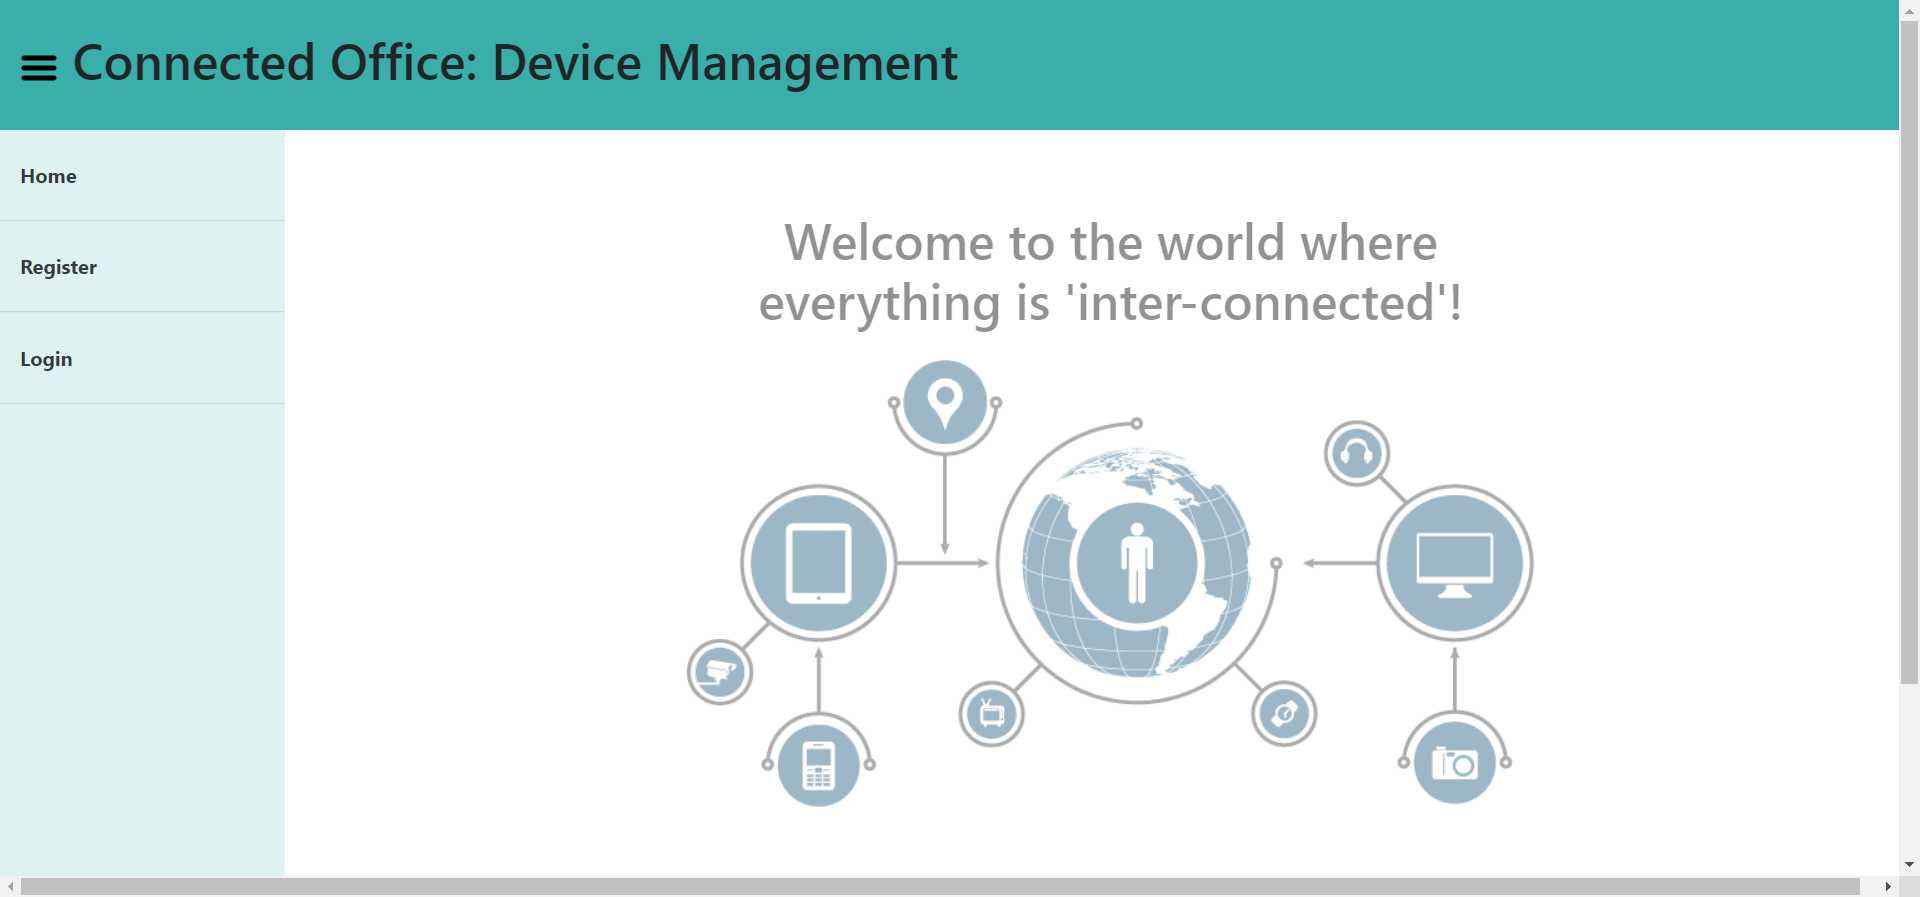 Connected Office: Device Management
Home
Register
Login
Welcome to the world where
everything is 'inter-connected'!